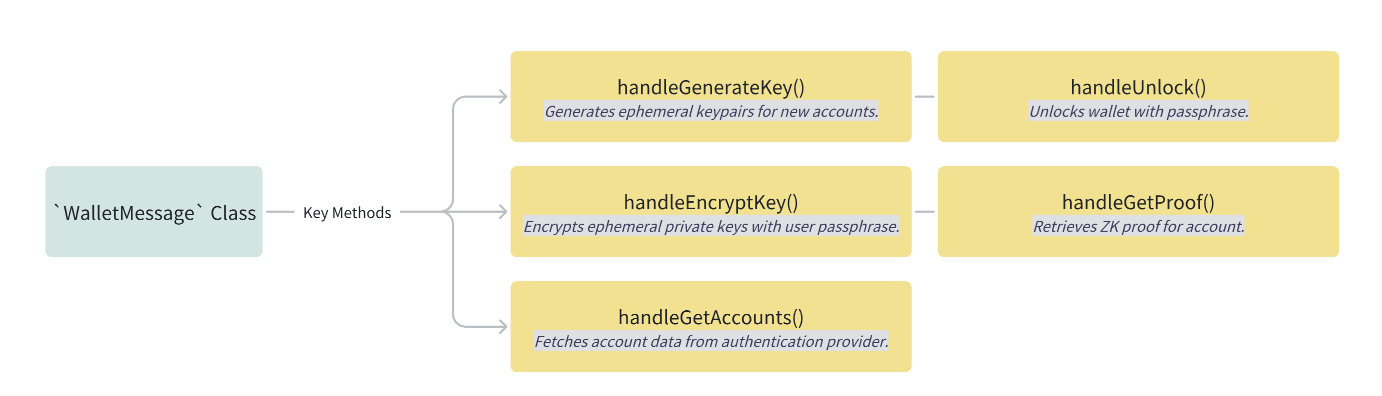 `WalletMessage` Class
Key Methods
handleGenerateKey()
Generates ephemeral keypairs for new accounts.
handleUnlock()
Unlocks wallet with passphrase.
handleEncryptKey()
Encrypts ephemeral private keys with user passphrase.
handleGetProof()
Retrieves ZK proof for account.
handleGetAccounts()
Fetches account data from authentication provider.